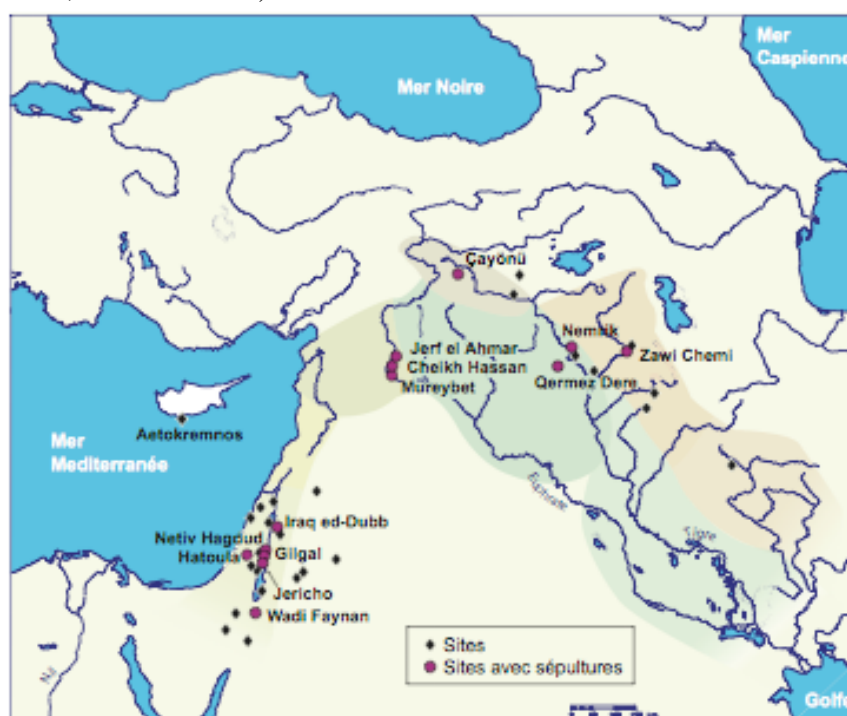 Mer
Caspienne
Mer Noire
Çayönü
Nemrik
Jerf el Ahmar
Cheikh Hassan
Mureybet
Zawi Chemi
Qermez Dere
Aetokremnos
Mer
Mediterranée
Euphrate
Tigre
Iraq ed-Dubb
Netiv Hagdud
Hatoula
Gilgal
Jericho
Wadi Faynan
Sites
Sites avec sépultures
Nil
Golfe